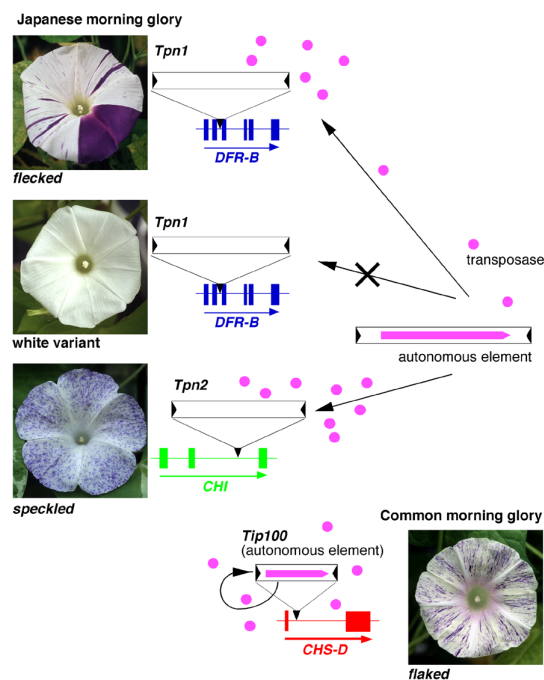 Japanese morning glory
Tpn1
DFR-B
flecked
Tpn1
transposase
DFR-B
white variant
autonomous element
Tpn2
CHI
speckled
Common morning glory
Tip100
(autonomous element)
CHS-D
flaked